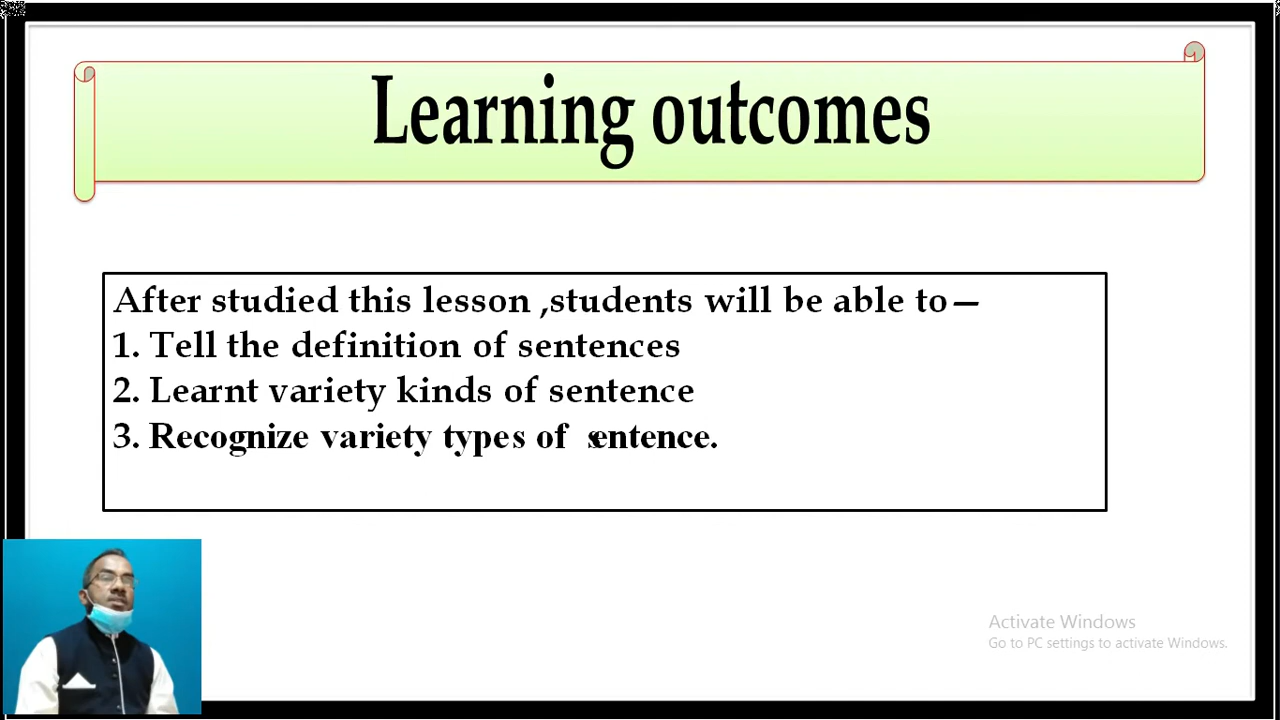 Learning outcomes
After studied this lesson ,students will be able to—
1. Tell the definition of sentences
2. Learnt variety kinds of sentence
3. Recognize variety types of sentence.
Activate Windows
Go to PC settings to activate Windows.